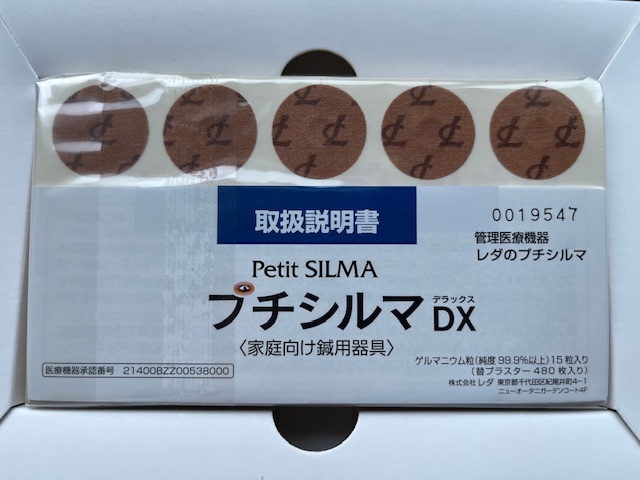 取扱説明書
0019547
管理医療機器
レダのプチシルマ
Petit SILMA
プチシルマ デラックス DX
〈家庭向け鍼用器具〉
医療機器承認番号 21400BZZ00538000
ゲルマニウム粒(純度99.9%以上)15粒入り
(替プラスター480枚入り)
株式会社 レダ 東京都千代田区紀尾井町4-1
ニューオータニガーデンコート4F